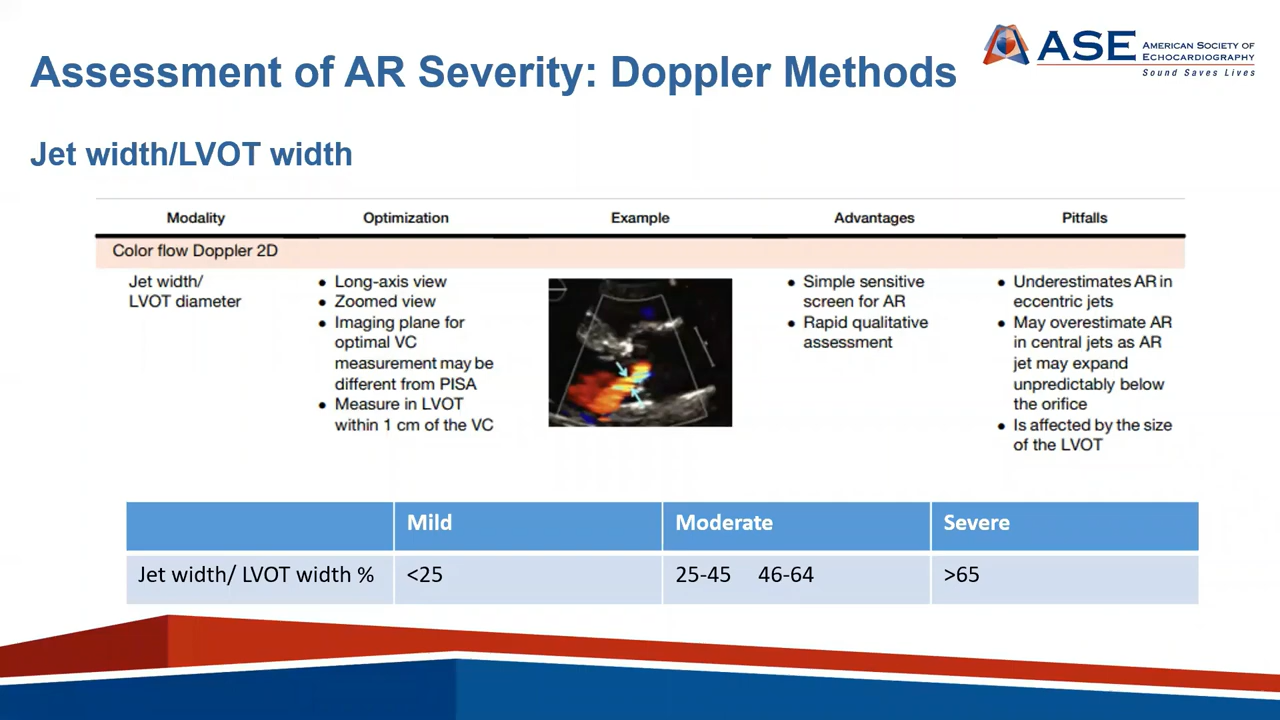 Assessment of AR Severity: Doppler Methods
ASE AMERICAN SOCIETY OF
ECHOCARDIOGRAPHY
Sound Saves Lives
Jet width/LVOT width
Modality Optimization Example Advantages Pitfalls
Color flow Doppler 2D
Jet width/
LVOT diameter
• Long-axis view
• Zoomed view
• Imaging plane for
optimal VC
measurement may be
different from PISA
• Measure in LVOT
within 1 cm of the VC
• Simple sensitive
screen for AR
• Rapid qualitative
assessment
• Underestimates AR in
eccentric jets
• May overestimate AR
in central jets as AR
jet may expand
unpredictably below
the orifice
• Is affected by the size
of the LVOT
Mild Moderate Severe
Jet width/ LVOT width % <25 25-45 46-64 >65